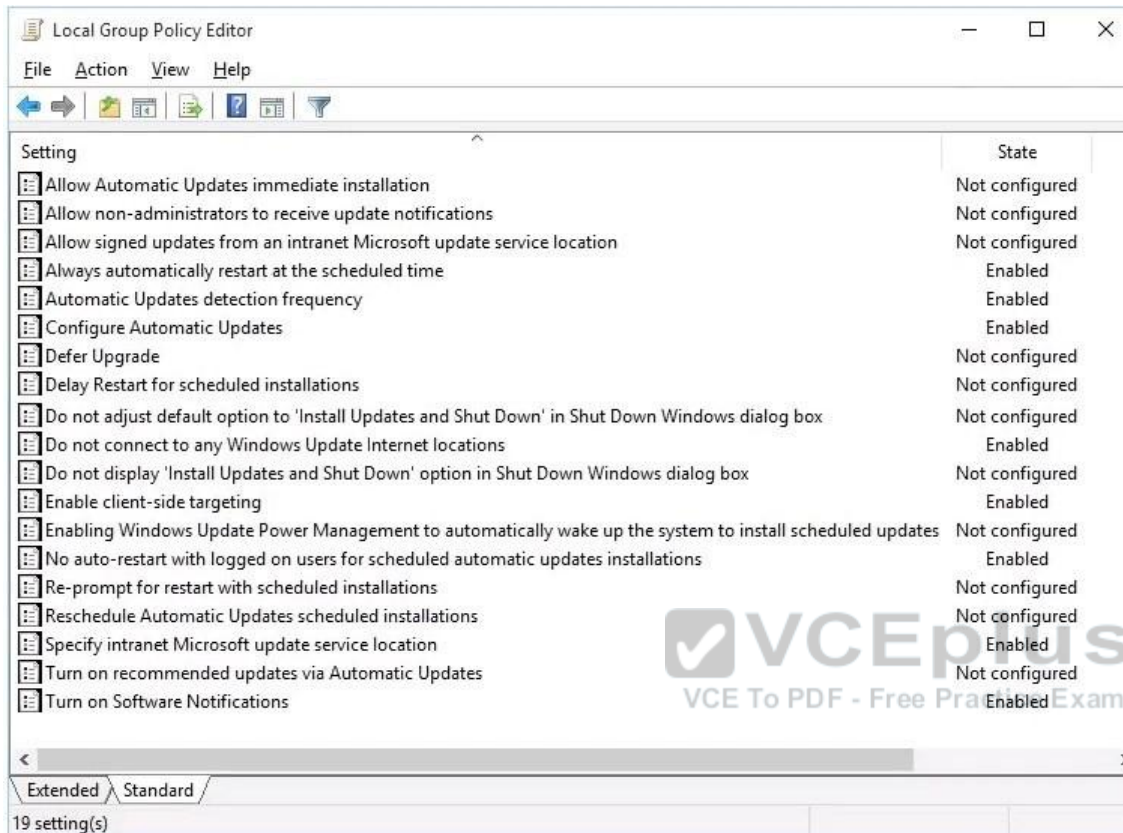 Local Group Policy Editor
File Action View Help
Setting State
Allow Automatic Updates immediate installation Not configured
Allow non-administrators to receive update notifications Not configured
Allow signed updates from an intranet Microsoft update service location Not configured
Always automatically restart at the scheduled time Enabled
Automatic Updates detection frequency Enabled
Configure Automatic Updates Enabled
Defer Upgrade Not configured
Delay Restart for scheduled installations Not configured
Do not adjust default option to 'Install Updates and Shut Down' in Shut Down Windows dialog box Not configured
Do not connect to any Windows Update Internet locations Enabled
Do not display 'Install Updates and Shut Down' option in Shut Down Windows dialog box Not configured
Enable client-side targeting Enabled
Enabling Windows Update Power Management to automatically wake up the system to install scheduled updates Not configured
No auto-restart with logged on users for scheduled automatic updates installations Enabled
Re-prompt for restart with scheduled installations Not configured
Reschedule Automatic Updates scheduled installations Not configured
Specify intranet Microsoft update service location Enabled
Turn on recommended updates via Automatic Updates Not configured
Turn on Software Notifications Enabled
VCEplus
VCE To PDF - Free Practice Exam
Extended Standard
19 setting(s)